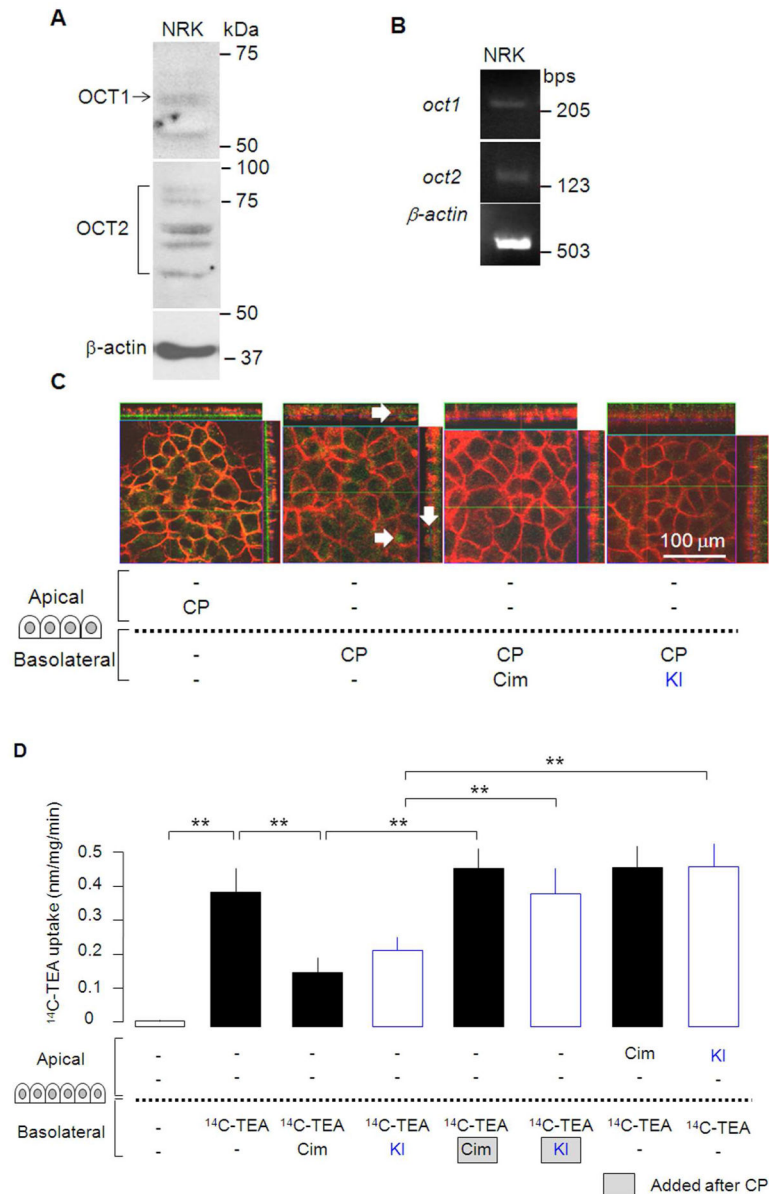 A
NRK kDa
75
OCT1
50
100
75
OCT2
50
β-actin
37
B
NRK
bps
oct1
205
oct2
123
β-actin
503
C
100 μm
- - - -
Apical
CP - - -
Basolateral
- CP CP CP
- - Cim KI
D
** **
** ** **
¹⁴C-TEA uptake (nm/mg/min)
0.5
0.4
0.3
0.2
0.1
0
Apical
- - - - - - Cim KI
- - - - - - - -
Basolateral
- ¹⁴C-TEA ¹⁴C-TEA ¹⁴C-TEA ¹⁴C-TEA ¹⁴C-TEA ¹⁴C-TEA ¹⁴C-TEA
- - Cim KI Cim KI - -
Added after CP